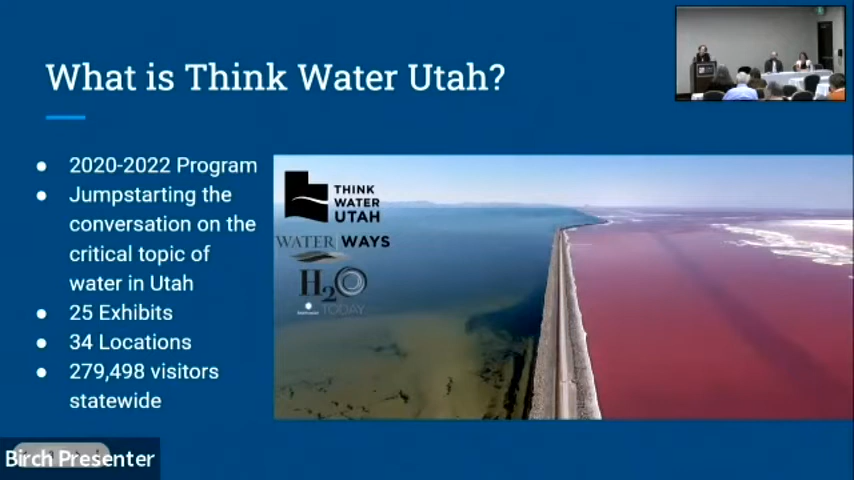 What is Think Water Utah?
2020-2022 Program
Jumpstarting the
conversation on the
critical topic of
water in Utah
25 Exhibits
34 Locations
279,498 visitors
statewide
THINK
WATER
UTAH
WATER|WAYS
H2O
TODAY
Birch Presenter